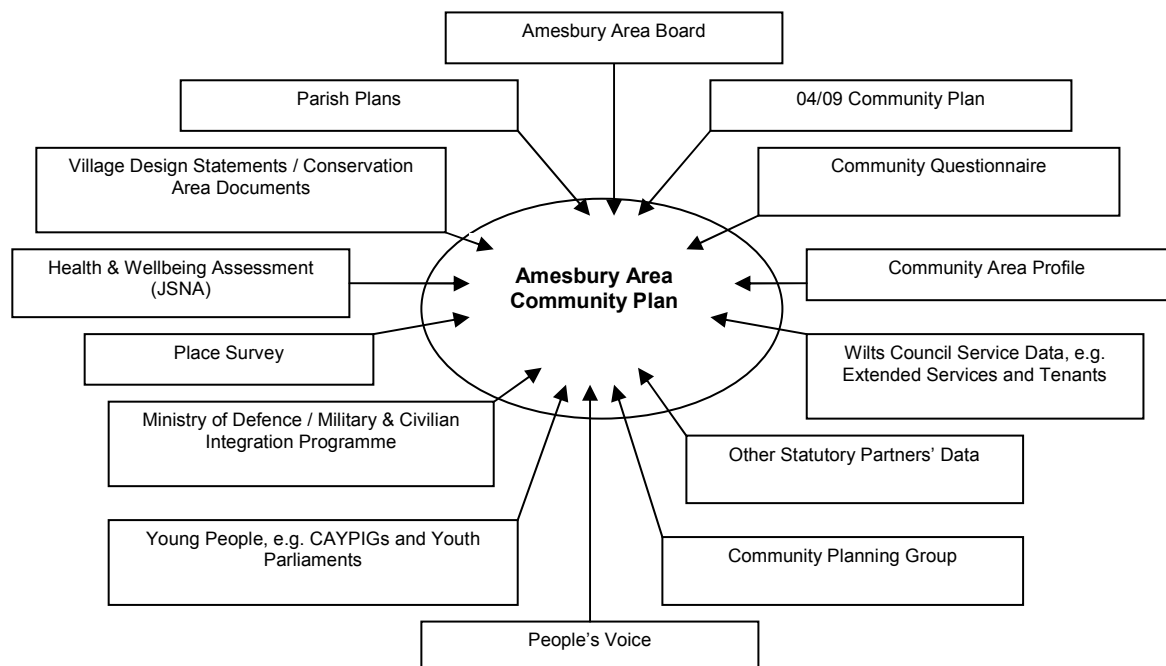 Amesbury Area Board
Parish Plans
04/09 Community Plan
Village Design Statements / Conservation
Area Documents
Community Questionnaire
Health & Wellbeing Assessment
(JSNA)
Amesbury Area
Community Plan
Community Area Profile
Place Survey
Wilts Council Service Data, e.g.
Extended Services and Tenants
Ministry of Defence / Military & Civilian
Integration Programme
Other Statutory Partners’ Data
Young People, e.g. CAYPIGs and Youth
Parliaments
Community Planning Group
People’s Voice